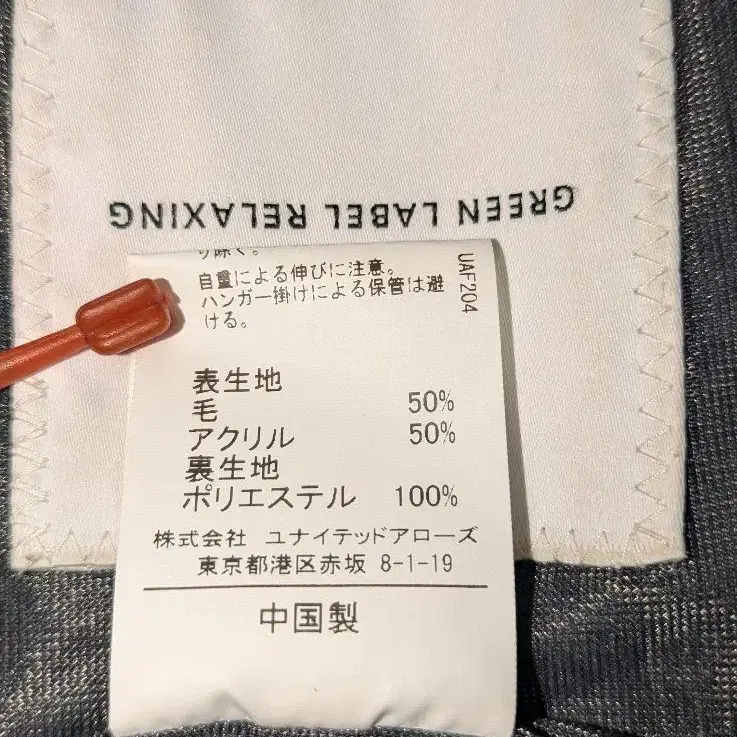 GREEN LABEL RELAXING
り除く。
自重による伸びに注意。
ハンガー掛けによる保管は避
ける。
UAF204
表生地
毛 50%
アクリル 50%
裏生地
ポリエステル 100%
株式会社 ユナイテッドアローズ
東京都港区赤坂 8-1-19
中国製